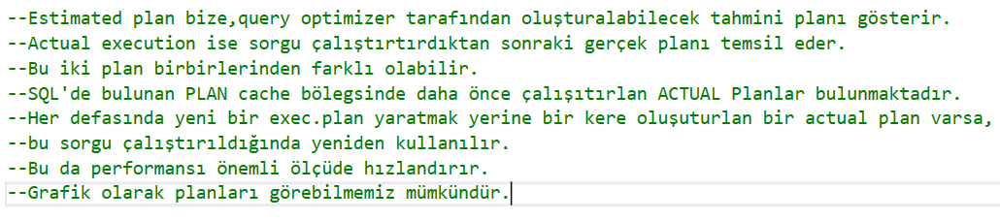 --Estimated plan bize,query optimizer tarafından oluşturalabilecek tahmini planı gösterir.
--Actual execution ise sorgu çalıştırtırdıktan sonraki gerçek planı temsil eder.
--Bu iki plan birbirlerinden farklı olabilir.
--SQL'de bulunan PLAN cache bölegsinde daha önce çalışıtırlan ACTUAL Planlar bulunmaktadır.
--Her defasında yeni bir exec.plan yaratmak yerine bir kere oluşuturlan bir actual plan varsa,
--bu sorgu çalıştırıldığında yeniden kullanılır.
--Bu da performansı önemli ölçüde hızlandırır.
--Grafik olarak planları görebilmemiz mümkündür.